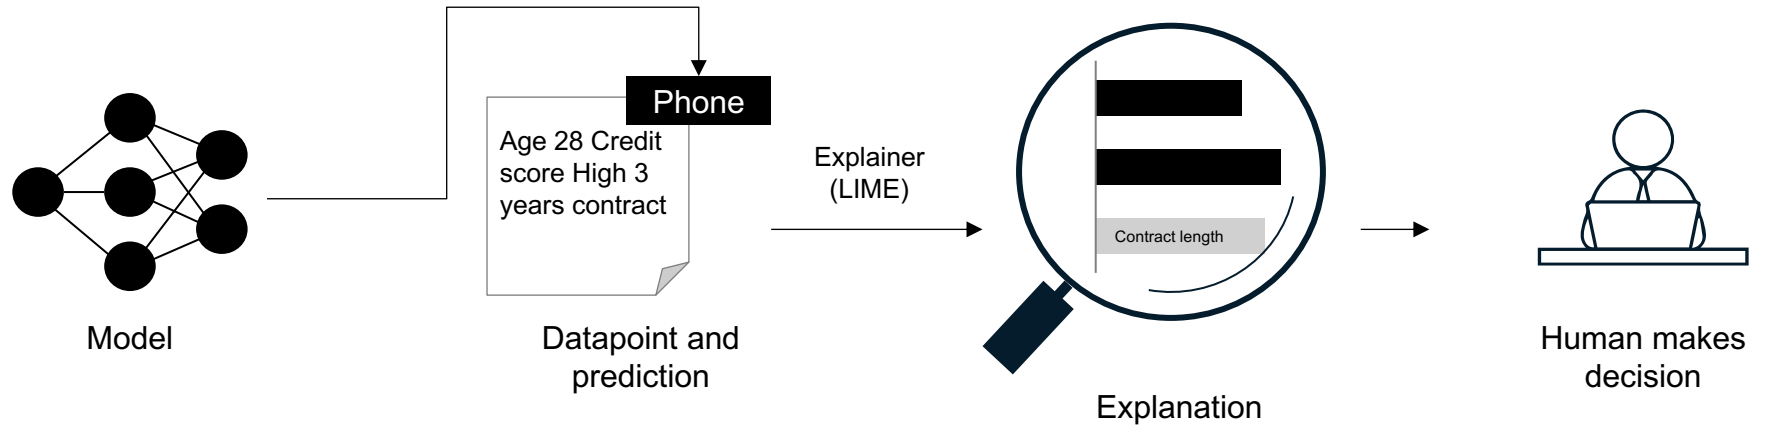 Phone
Age 28 Credit
score High 3
years contract
Explainer
(LIME)
Contract length
Model
Datapoint and
prediction
Explanation
Human makes
decision